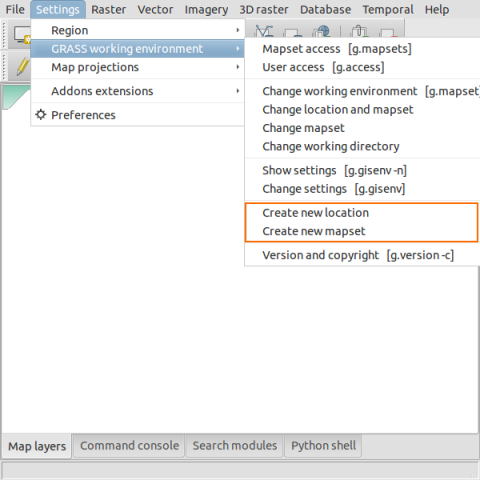 File Settings Raster Vector Imagery 3D raster Database Temporal Help
Region
GRASS working environment
Map projections
Addons extensions
Preferences
Mapset access [g.mapsets]
User access [g.access]
Change working environment [g.mapset
Change location and mapset
Change mapset
Change working directory
Show settings [g.gisenv -n]
Change settings [g.gisenv]
Create new location
Create new mapset
Version and copyright [g.version -c]
Map layers Command console Search modules Python shell